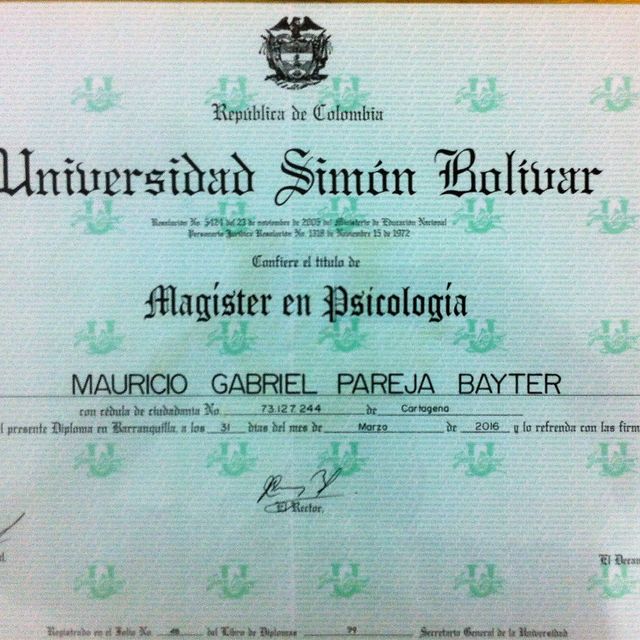 República de Colombia
Universidad Simón Bolívar
Resolución No. 5424 del 23 de noviembre de 2005 del Ministerio de Educación Nacional
Personería Jurídica Resolución No. 1318 de Noviembre 15 de 1972
Confiere el título de
Magíster en Psicología
MAURICIO GABRIEL PAREJA BAYTER
con cédula de ciudadanía No. 73.127.244 de Cartagena
l presente Diploma en Barranquilla, a los 31 días del mes de Marzo de 2016 y lo refrenda con las firm
El Rector,
El Decan
Registrado en el Folio No. del Libro de Diplomas 99 Secretario General de la Universidad